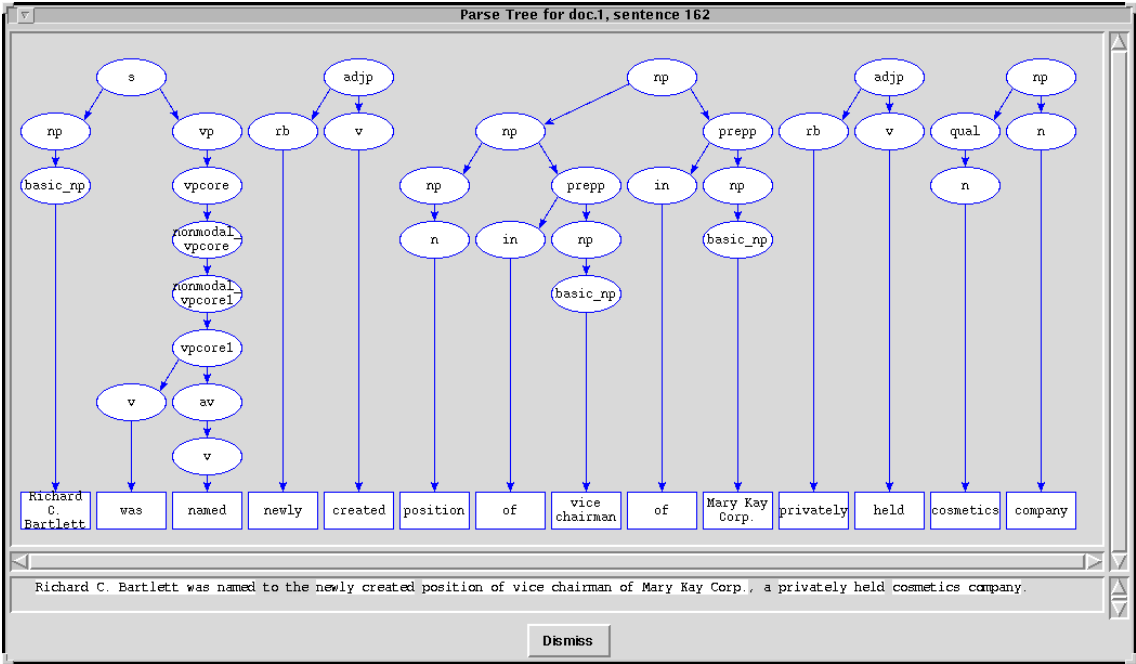 Parse Tree for doc.1, sentence 162
s adjp np adjp np
np vp rb v np prepp rb v qual n
basic_np vpcore np prepp in np n
nonmodal_
vpcore n in np basic_np
nonmodal_
vpcore1 basic_np
vpcore1
v av
v
Richard
C.
Bartlett was named newly created position of vice
chairman of Mary Kay
Corp. privately held cosmetics company
Richard C. Bartlett was named to the newly created position of vice chairman of Mary Kay Corp., a privately held cosmetics company.
Dismiss